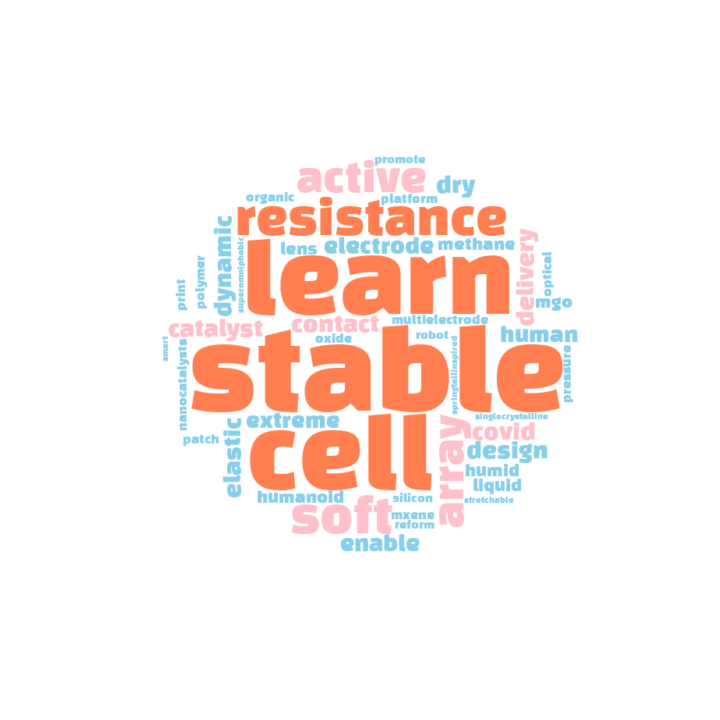 promote
active
dry
organic
platform
resistance
dynamic
superomniphobic
lens
electrode
methane
delivery
optical
learn
polymer
print
mgo
catalyst
contact
multielectrode
human
oxide
robot
smart
stable
springtailinspired
pressure
nanocatalysts
singlecrystalline
extreme
covid
patch
elastic
cell
array
design
humid
liquid
humanoid
silicon
stretchable
soft
mxene
reform
enable